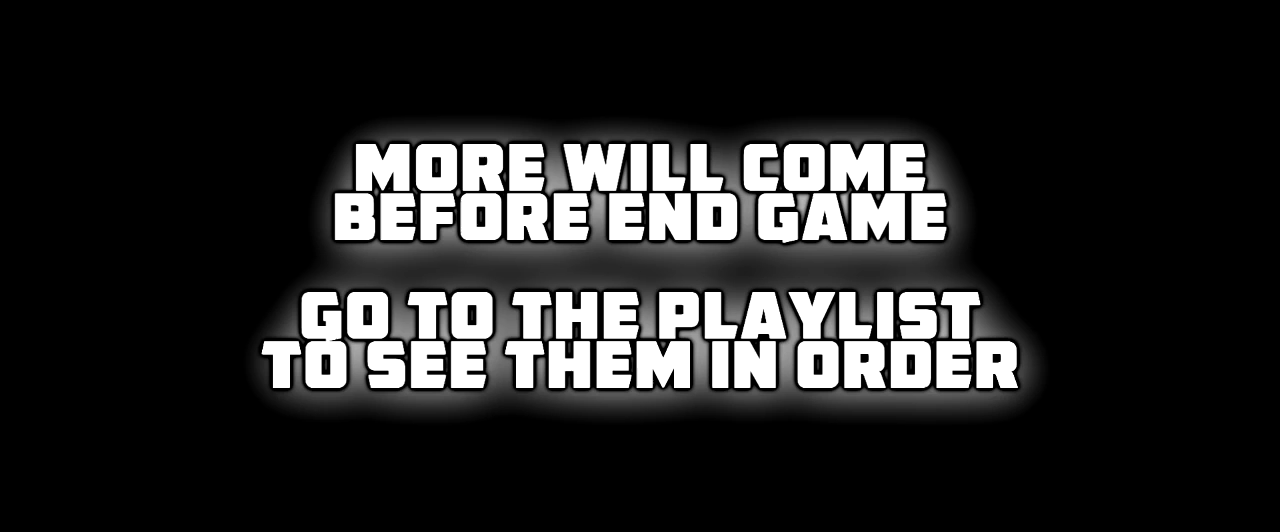 MORE WILL COME
BEFORE END GAME
GO TO THE PLAYLIST
TO SEE THEM IN ORDER